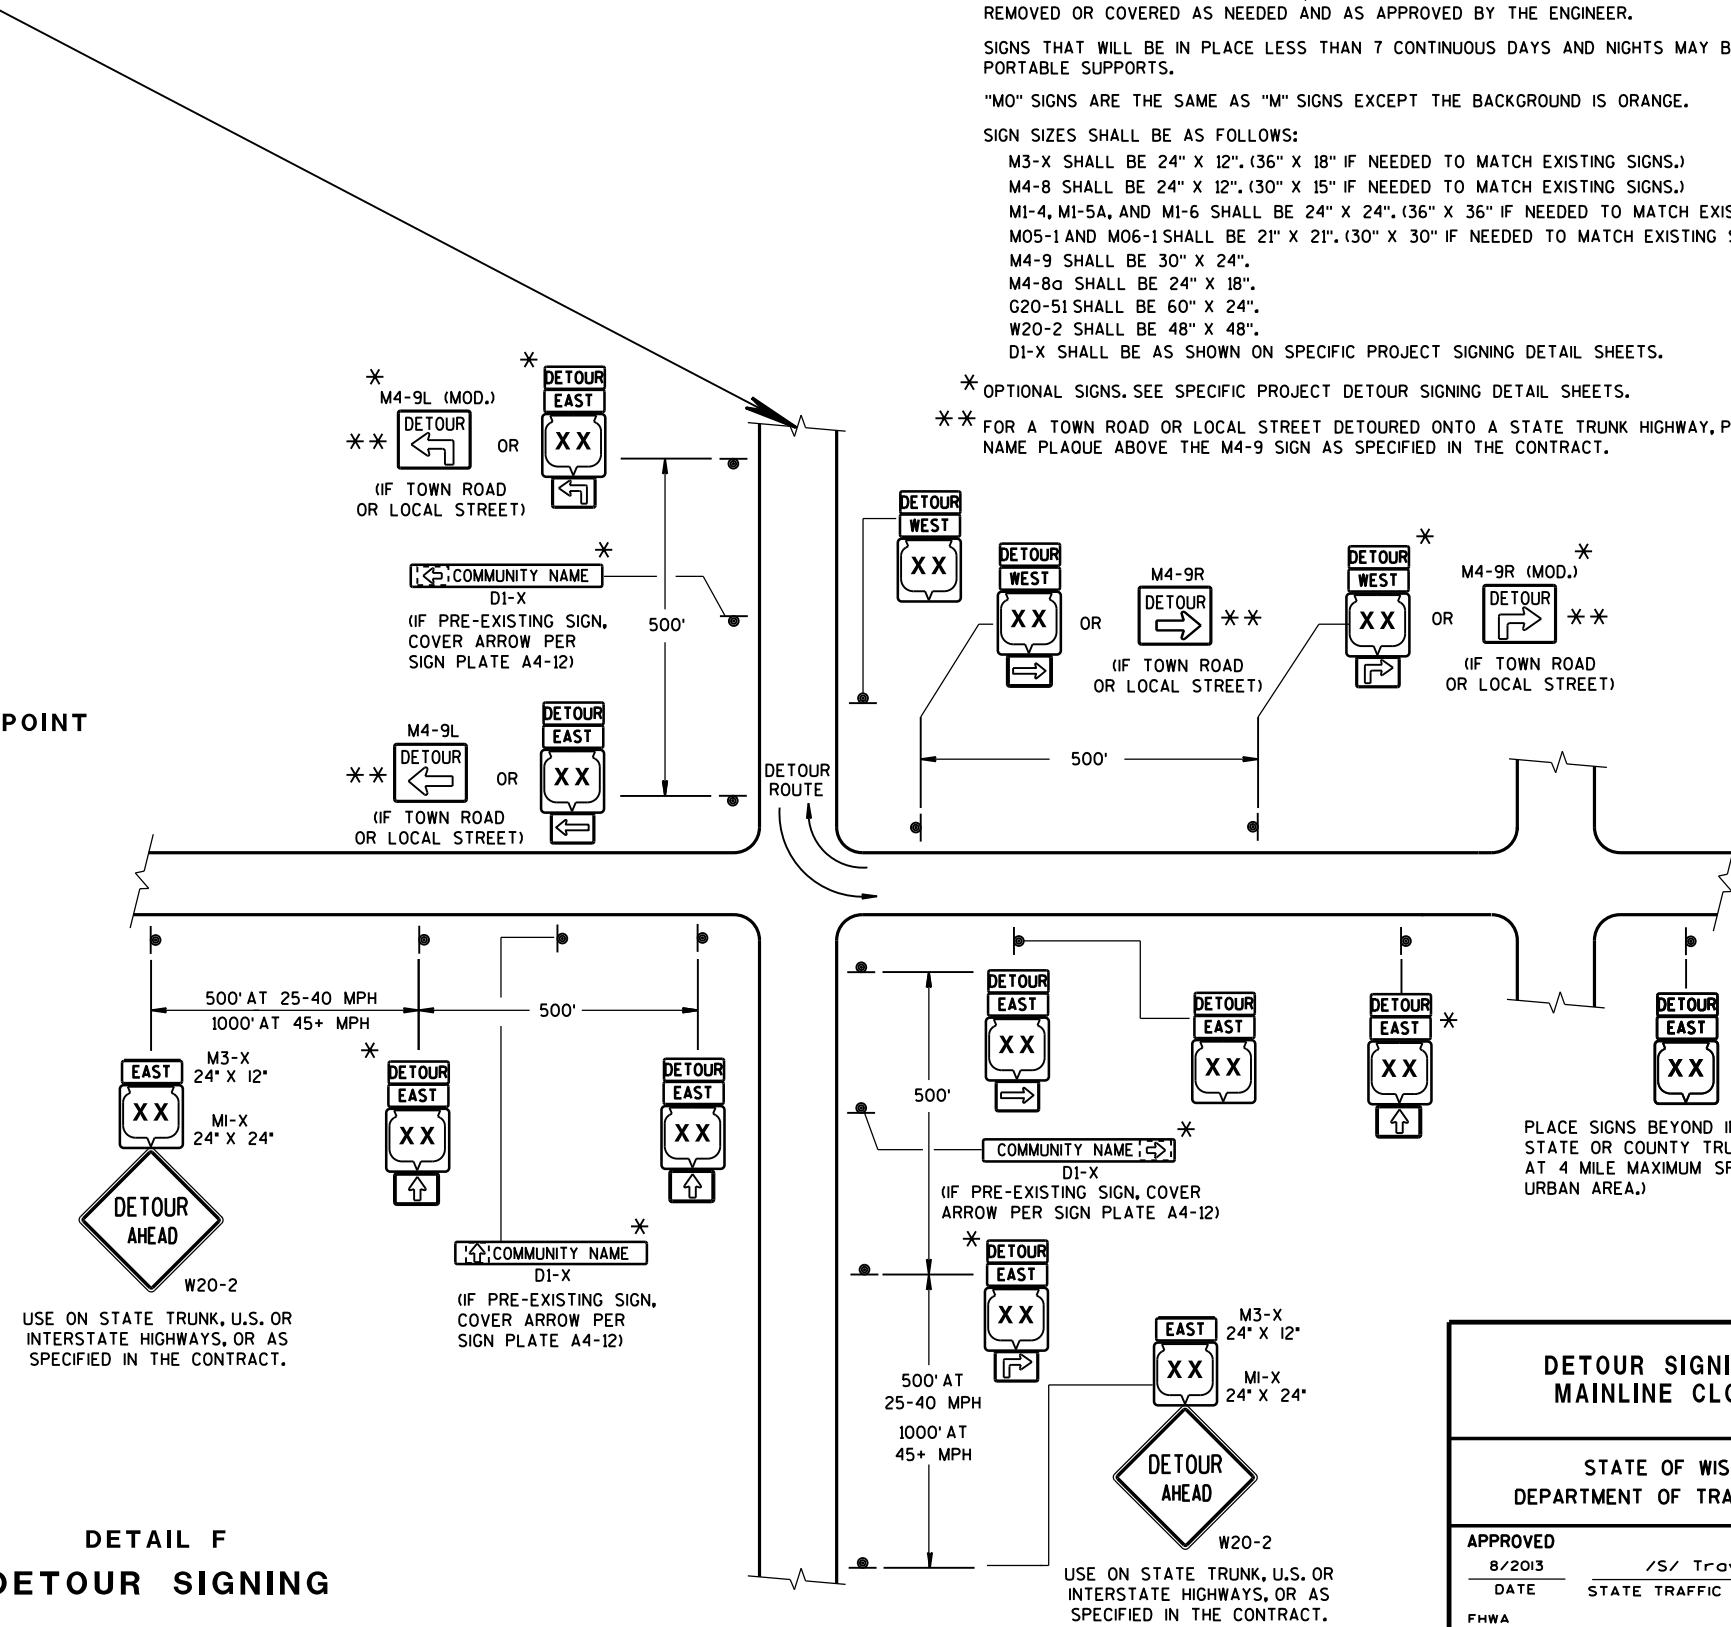 REMOVED OR COVERED AS NEEDED AND AS APPROVED BY THE ENGINEER.
SIGNS THAT WILL BE IN PLACE LESS THAN 7 CONTINUOUS DAYS AND NIGHTS MAY B
PORTABLE SUPPORTS.
"MO" SIGNS ARE THE SAME AS "M" SIGNS EXCEPT THE BACKGROUND IS ORANGE.
SIGN SIZES SHALL BE AS FOLLOWS:
M3-X SHALL BE 24" X 12". (36" X 18" IF NEEDED TO MATCH EXISTING SIGNS.)
M4-8 SHALL BE 24" X 12". (30" X 15" IF NEEDED TO MATCH EXISTING SIGNS.)
M1-4, M1-5A, AND M1-6 SHALL BE 24" X 24". (36" X 36" IF NEEDED TO MATCH EXIS
MO5-1 AND MO6-1 SHALL BE 21" X 21". (30" X 30" IF NEEDED TO MATCH EXISTING S
M4-9 SHALL BE 30" X 24".
M4-8a SHALL BE 24" X 18".
G20-51 SHALL BE 60" X 24".
W20-2 SHALL BE 48" X 48".
D1-X SHALL BE AS SHOWN ON SPECIFIC PROJECT SIGNING DETAIL SHEETS.
* OPTIONAL SIGNS. SEE SPECIFIC PROJECT DETOUR SIGNING DETAIL SHEETS.
** FOR A TOWN ROAD OR LOCAL STREET DETOURED ONTO A STATE TRUNK HIGHWAY, P
NAME PLAQUE ABOVE THE M4-9 SIGN AS SPECIFIED IN THE CONTRACT.
*
M4-9L (MOD.)
**
DETOUR
OR
(IF TOWN ROAD
OR LOCAL STREET)
*
DETOUR
EAST
XX
*
COMMUNITY NAME
D1-X
(IF PRE-EXISTING SIGN,
COVER ARROW PER
SIGN PLATE A4-12)
500'
POINT
M4-9L
**
DETOUR
OR
(IF TOWN ROAD
OR LOCAL STREET)
DETOUR
EAST
XX
DETOUR
ROUTE
DETOUR
WEST
XX
DETOUR
WEST
XX
OR
M4-9R
DETOUR
**
(IF TOWN ROAD
OR LOCAL STREET)
500'
*
DETOUR
WEST
XX
OR
*
M4-9R (MOD.)
DETOUR
**
(IF TOWN ROAD
OR LOCAL STREET)
500' AT 25-40 MPH
1000' AT 45+ MPH
500'
EAST
M3-X
24" X 12"
XX
M1-X
24" X 24"
DETOUR
AHEAD
W20-2
USE ON STATE TRUNK, U.S. OR
INTERSTATE HIGHWAYS, OR AS
SPECIFIED IN THE CONTRACT.
*
DETOUR
EAST
XX
DETOUR
EAST
XX
*
COMMUNITY NAME
D1-X
(IF PRE-EXISTING SIGN,
COVER ARROW PER
SIGN PLATE A4-12)
500'
DETOUR
EAST
XX
DETOUR
EAST
XX
*
COMMUNITY NAME
D1-X
(IF PRE-EXISTING SIGN, COVER
ARROW PER SIGN PLATE A4-12)
*
DETOUR
EAST
XX
500' AT
25-40 MPH
1000' AT
45+ MPH
EAST
M3-X
24" X 12"
XX
M1-X
24" X 24"
DETOUR
AHEAD
W20-2
USE ON STATE TRUNK, U.S. OR
INTERSTATE HIGHWAYS, OR AS
SPECIFIED IN THE CONTRACT.
DETOUR
EAST
*
XX
DETOUR
EAST
XX
PLACE SIGNS BEYOND I
STATE OR COUNTY TRU
AT 4 MILE MAXIMUM SP
URBAN AREA.)
DETAIL F
DETOUR SIGNING
DETOUR SIGNI
MAINLINE CLO
STATE OF WIS
DEPARTMENT OF TRA
APPROVED
8/2013
/S/ Tra
DATE
STATE TRAFFIC
FHWA